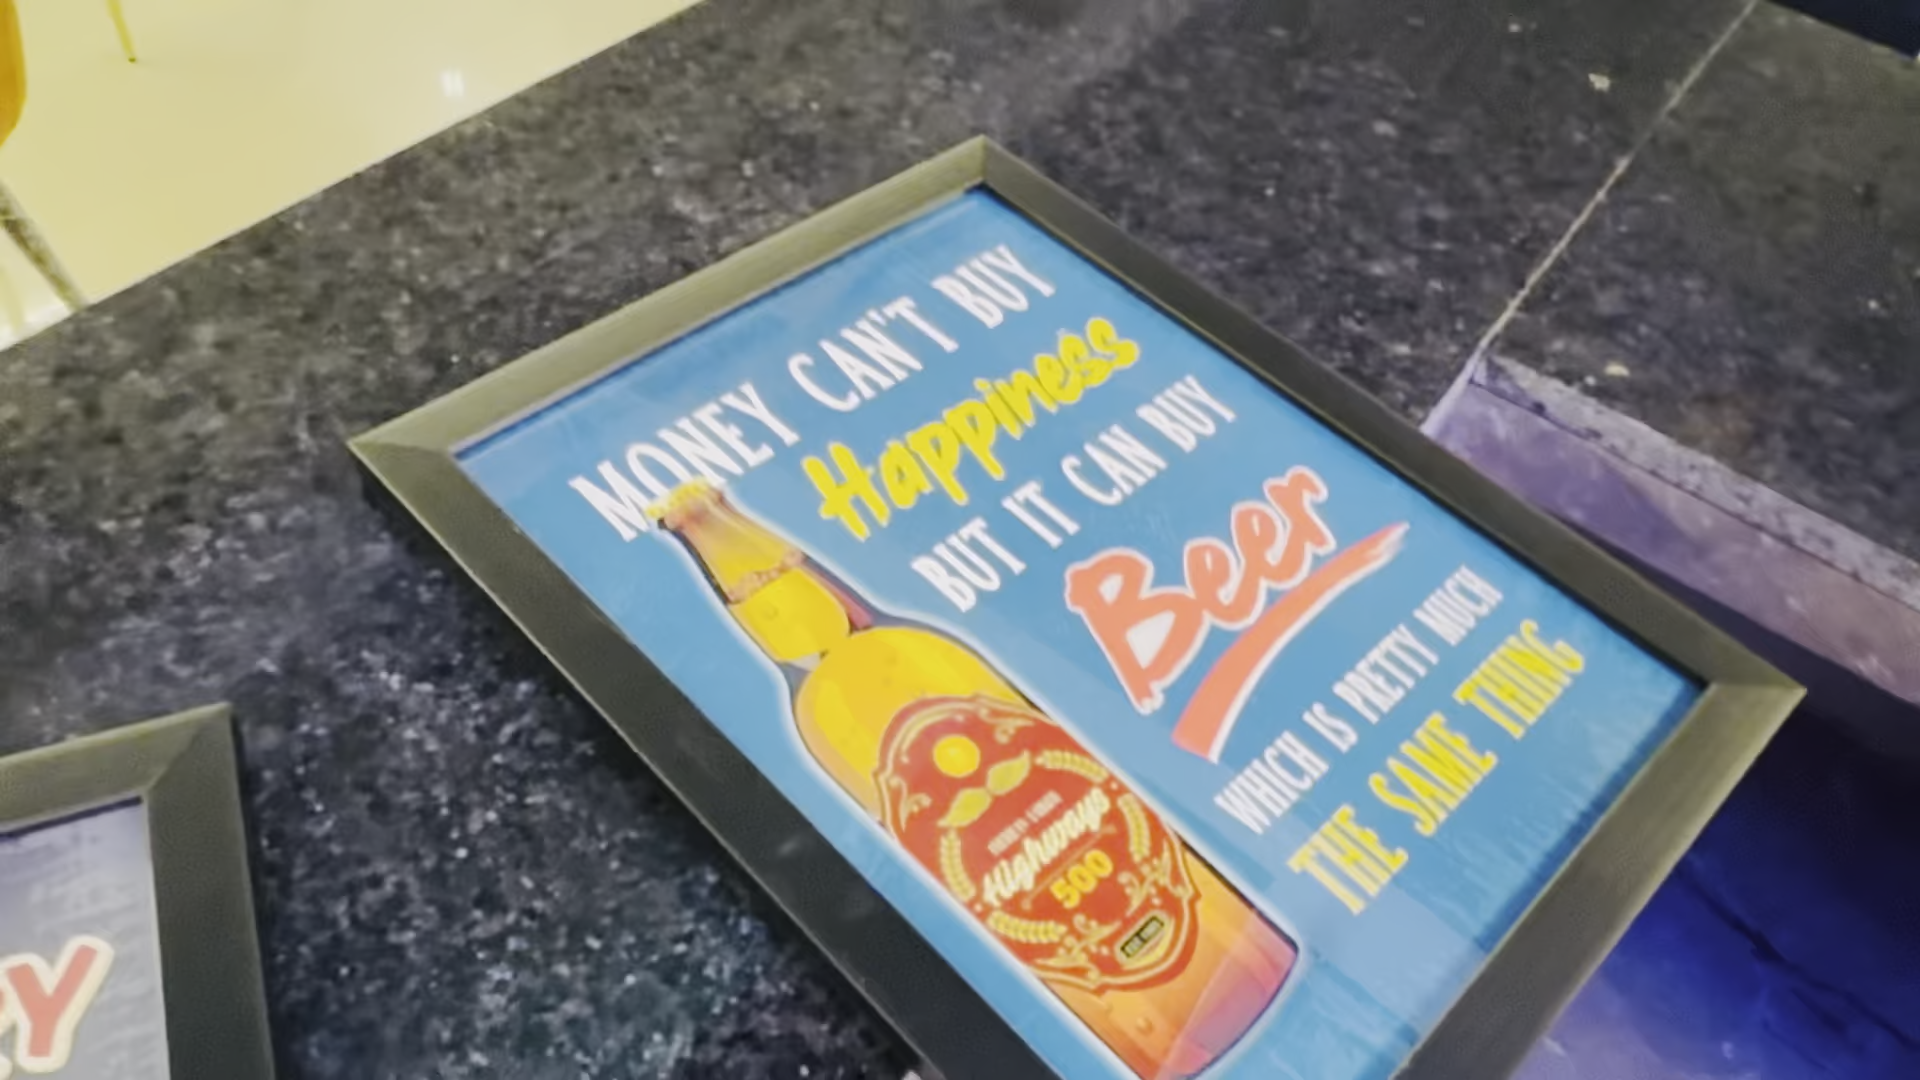 MONEY CAN'T BUY
Happiness
BUT IT CAN BUY
Beer
WHICH IS PRETTY MUCH
THE SAME THING
Highways
500